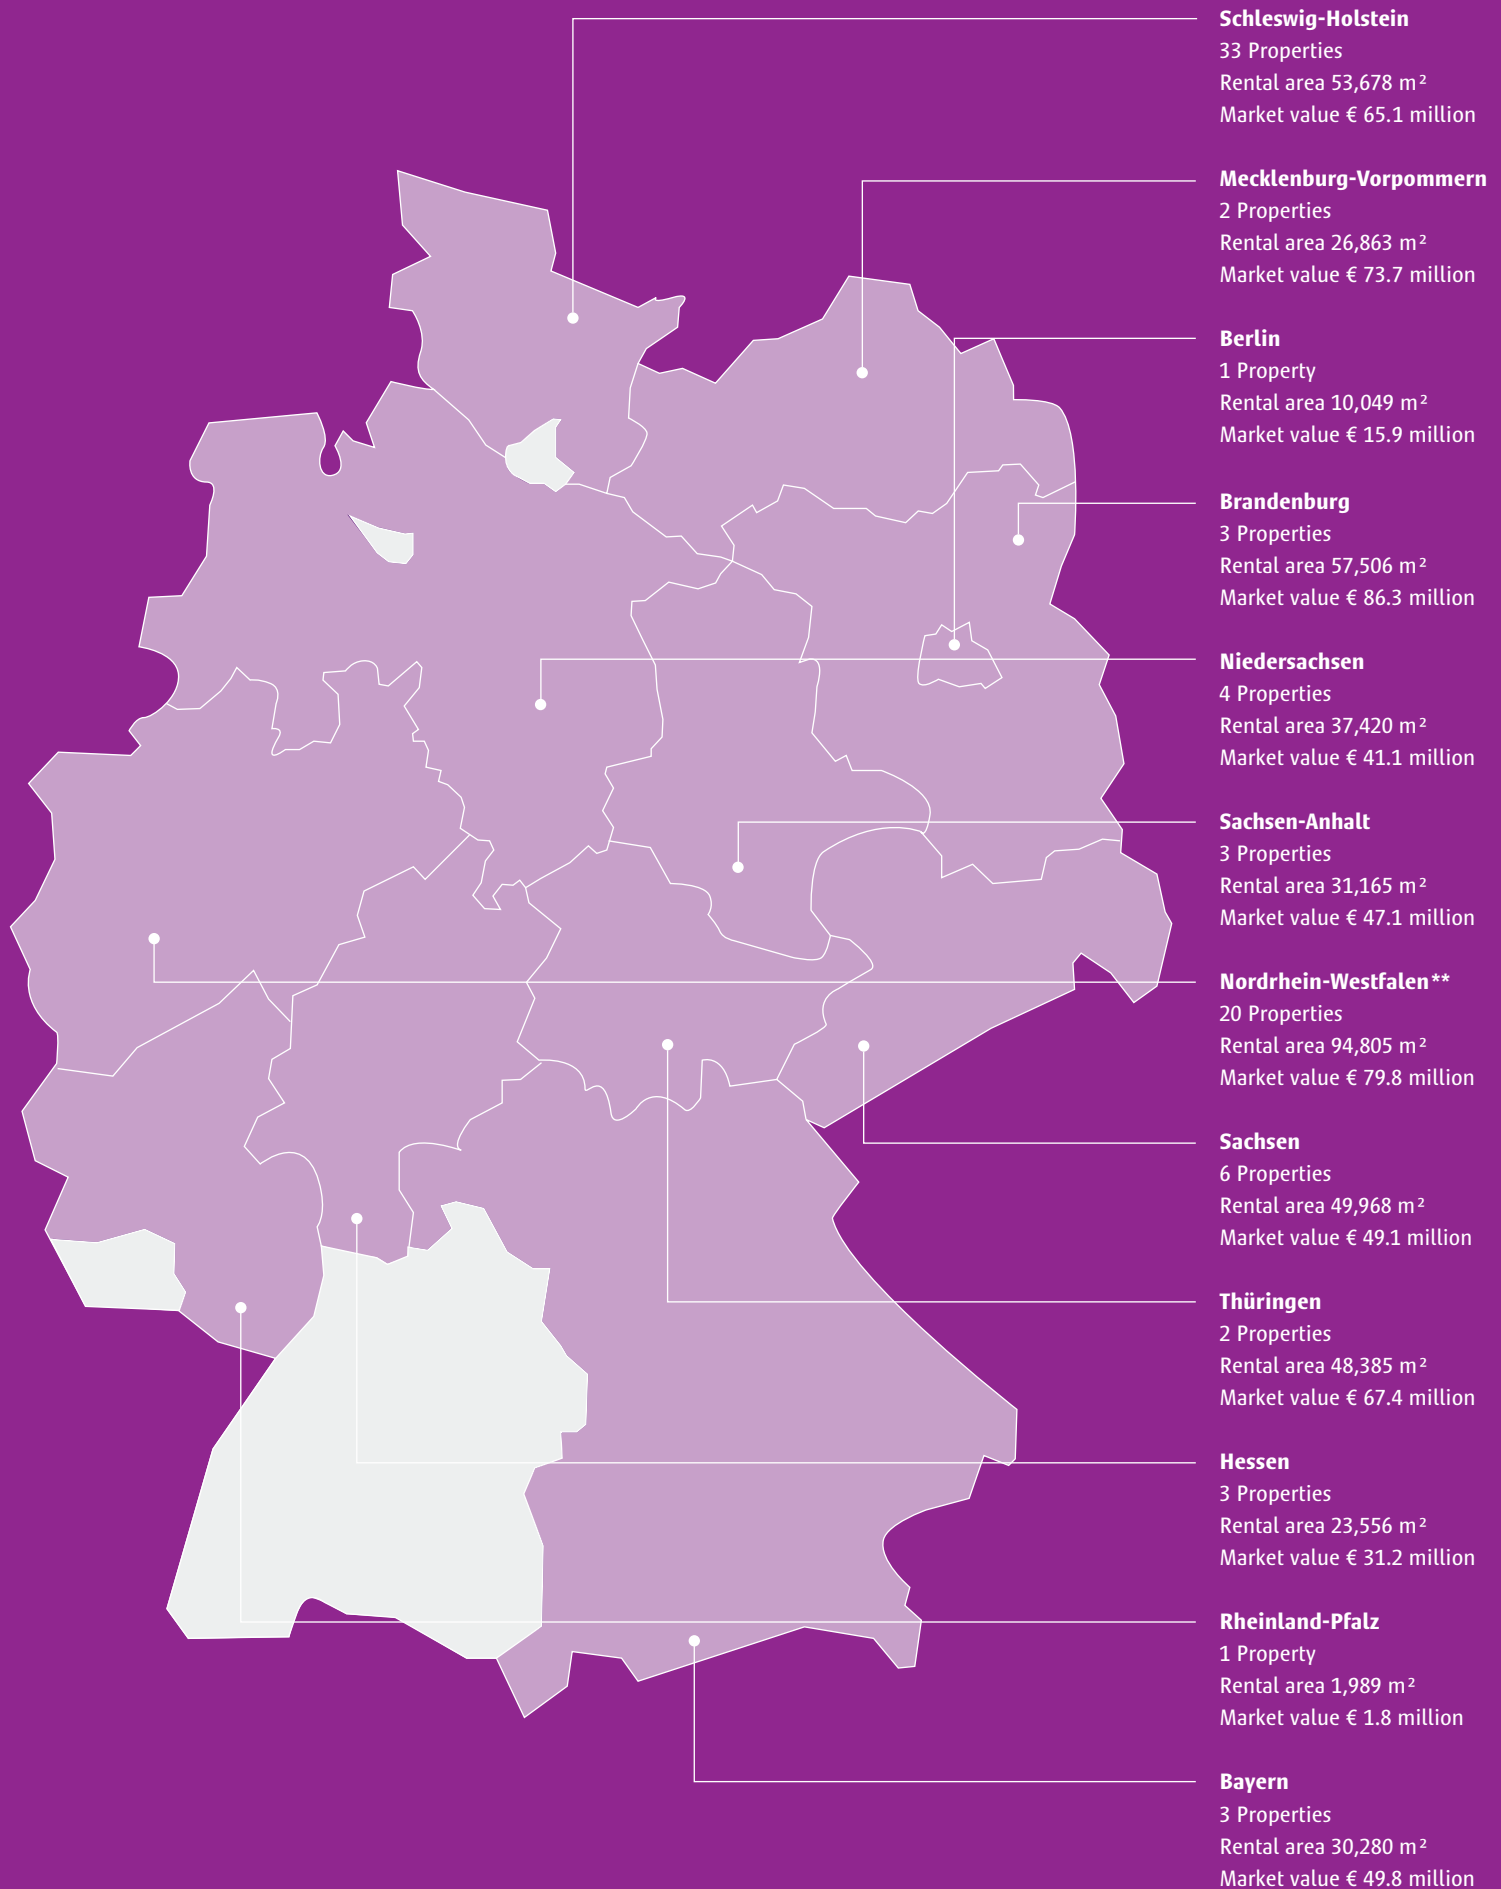 Schleswig-Holstein
33 Properties
Rental area 53,678 m²
Market value € 65.1 million
Mecklenburg-Vorpommern
2 Properties
Rental area 26,863 m²
Market value € 73.7 million
Berlin
1 Property
Rental area 10,049 m²
Market value € 15.9 million
Brandenburg
3 Properties
Rental area 57,506 m²
Market value € 86.3 million
Niedersachsen
4 Properties
Rental area 37,420 m²
Market value € 41.1 million
Sachsen-Anhalt
3 Properties
Rental area 31,165 m²
Market value € 47.1 million
Nordrhein-Westfalen**
20 Properties
Rental area 94,805 m²
Market value € 79.8 million
Sachsen
6 Properties
Rental area 49,968 m²
Market value € 49.1 million
Thüringen
2 Properties
Rental area 48,385 m²
Market value € 67.4 million
Hessen
3 Properties
Rental area 23,556 m²
Market value € 31.2 million
Rheinland-Pfalz
1 Property
Rental area 1,989 m²
Market value € 1.8 million
Bayern
3 Properties
Rental area 30,280 m²
Market value € 49.8 million